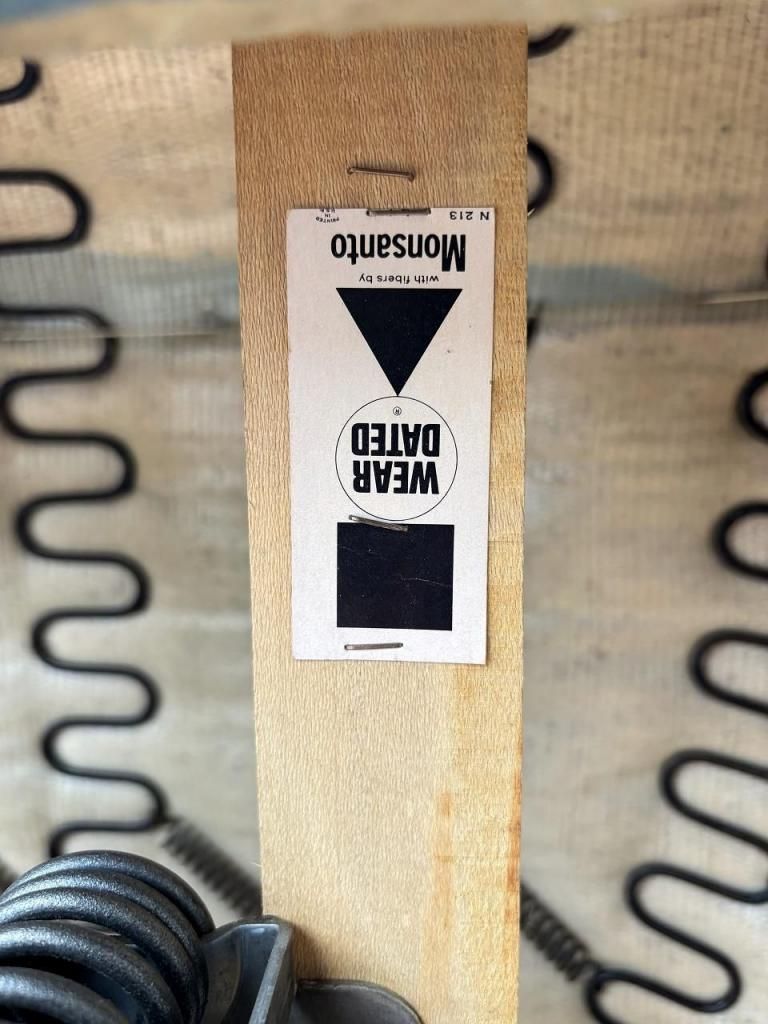 WEAR
DATED
®
with fibers by
Monsanto
N 213
PRINTED
IN
U.S.A.